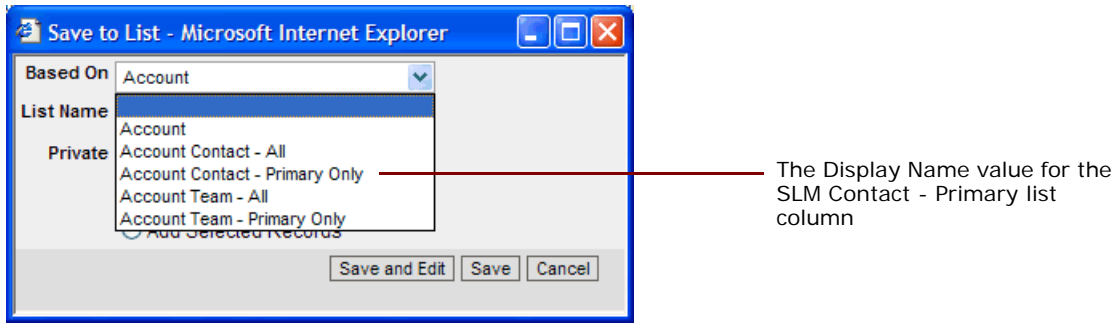 Save to List - Microsoft Internet Explorer
Based On Account
List Name
Account
Private Account Contact - All
Account Contact - Primary Only
Account Team - All
Account Team - Primary Only
Add Selected Records
Save and Edit Save Cancel
The Display Name value for the
SLM Contact - Primary list
column